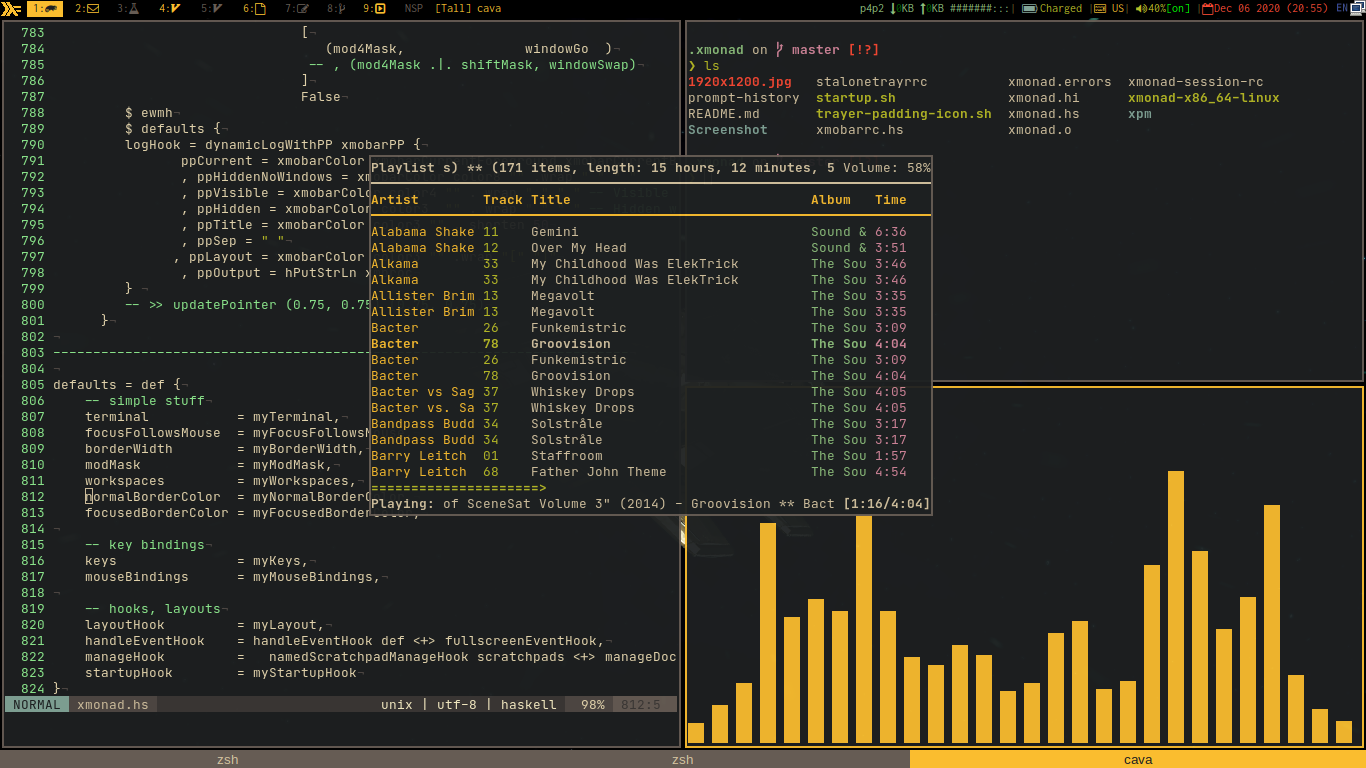 1: 2: 3: 4: 5: 6: 7: 8: 9: NSP [Tall] cava
p4p2 ↓0KB ↑0KB #######:::| Charged | US| 40%[on] | Dec 06 2020 (20:55) EN
783 [¬
784 (mod4Mask, windowGo )¬
785 -- , (mod4Mask .|. shiftMask, windowSwap)¬
786 ]¬
787 False¬
788 $ ewmh¬
789 $ defaults {¬
790 logHook = dynamicLogWithPP xmobarPP {¬
791 ppCurrent = xmobarColor
792 , ppHiddenNoWindows = xm
793 , ppVisible = xmobarColo
794 , ppHidden = xmobarColor
795 , ppTitle = xmobarColor
796 , ppSep = " "¬
797 , ppLayout = xmobarColor
798 , ppOutput = hPutStrLn x
799 } ¬
800 -- >> updatePointer (0.75, 0.75
801 }¬
802 ¬
803 ----------------------------------------
804 ¬
805 defaults = def {¬
806 -- simple stuff¬
807 terminal = myTerminal,¬
808 focusFollowsMouse = myFocusFollowsM
809 borderWidth = myBorderWidth,¬
810 modMask = myModMask,¬
811 workspaces = myWorkspaces,¬
812 normalBorderColor = myNormalBorderC
813 focusedBorderColor = myFocusedBorderColor,
814 ¬
815 -- key bindings¬
816 keys = myKeys,¬
817 mouseBindings = myMouseBindings,¬
818 ¬
819 -- hooks, layouts¬
820 layoutHook = myLayout,¬
821 handleEventHook = handleEventHook def <+> fullscreenEventHook,¬
822 manageHook = namedScratchpadManageHook scratchpads <+> manageDoc
823 startupHook = myStartupHook¬
824 }¬
NORMAL xmonad.hs unix | utf-8 | haskell 98% 812:5
.xmonad on master [!?]
❯ ls
1920x1200.jpg stalonetrayrrc xmonad.errors xmonad-session-rc
prompt-history startup.sh xmonad.hi xmonad-x86_64-linux
README.md trayer-padding-icon.sh xmonad.hs xpm
Screenshot xmobarrc.hs xmonad.o
Playlist s) ** (171 items, length: 15 hours, 12 minutes, 5 Volume: 58%
Artist Track Title Album Time
Alabama Shake 11 Gemini Sound & 6:36
Alabama Shake 12 Over My Head Sound & 3:51
Alkama 33 My Childhood Was ElekTrick The Sou 3:46
Alkama 33 My Childhood Was ElekTrick The Sou 3:46
Allister Brim 13 Megavolt The Sou 3:35
Allister Brim 13 Megavolt The Sou 3:35
Bacter 26 Funkemistric The Sou 3:09
Bacter 78 Groovision The Sou 4:04
Bacter 26 Funkemistric The Sou 3:09
Bacter 78 Groovision The Sou 4:04
Bacter vs Sag 37 Whiskey Drops The Sou 4:05
Bacter vs. Sa 37 Whiskey Drops The Sou 4:05
Bandpass Budd 34 Solstråle The Sou 3:17
Bandpass Budd 34 Solstråle The Sou 3:17
Barry Leitch 01 Staffroom The Sou 1:57
Barry Leitch 68 Father John Theme The Sou 4:54
=====================>
Playing: of SceneSat Volume 3" (2014) - Groovision ** Bact [1:16/4:04]
zsh zsh cava